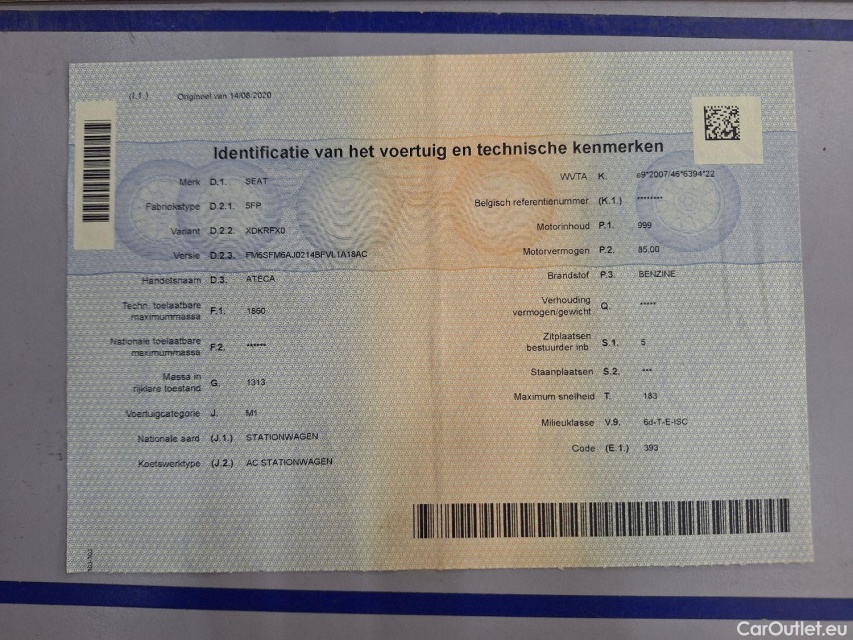 (I.1.) Origineel van 14/08/2020
Identificatie van het voertuig en technische kenmerken
Merk D.1. SEAT
Fabriekstype D.2.1. 5FP
Variant D.2.2. XDKRFX0
Versie D.2.3. FM6SFM6AJ0214BFVL1A18AC
Handelsnaam D.3. ATECA
Techn. toelaatbare
maximummassa F.1. 1860
Nationale toelaatbare
maximummassa F.2. ******
Massa in
rijklare toestand G. 1313
Voertuigcategorie J. M1
Nationale aard (J.1.) STATIONWAGEN
Koetswerktype (J.2.) AC STATIONWAGEN
WVTA K. e9*2007/46*6394*22
Belgisch referentienummer (K.1.) ********
Motorinhoud P.1. 999
Motorvermogen P.2. 85.00
Brandstof P.3. BENZINE
Verhouding
vermogen/gewicht Q. *****
Zitplaatsen
bestuurder inb S.1. 5
Staanplaatsen S.2. ***
Maximum snelheid T. 183
Milieuklasse V.9. 6d-T-E-ISC
Code (E.1.) 393
CarOutlet.eu